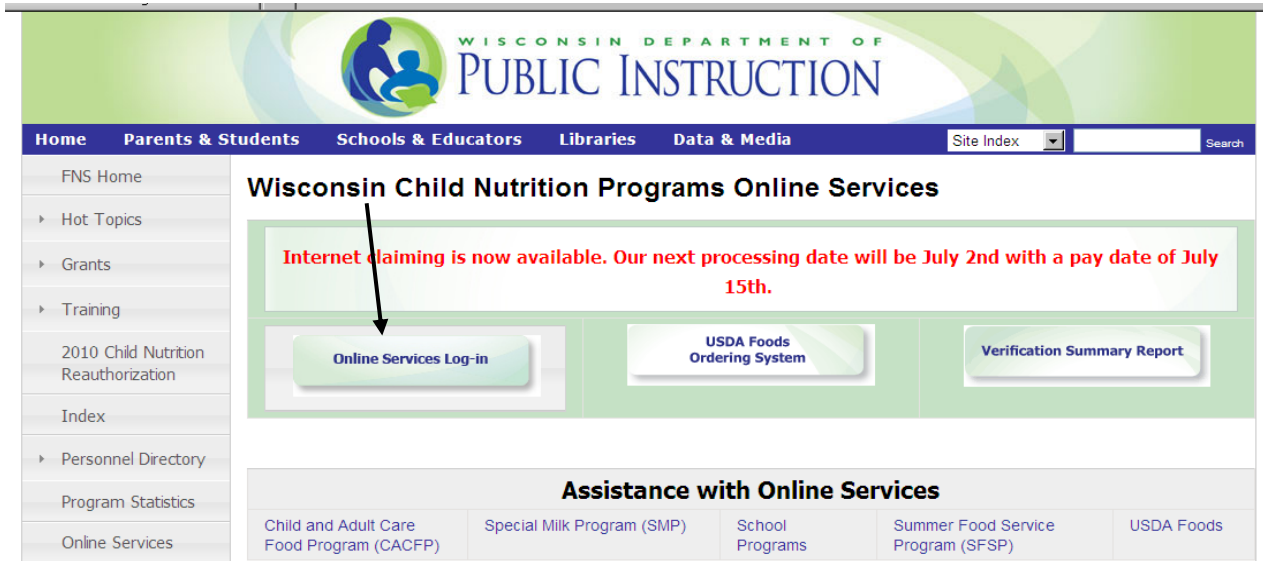 WISCONSIN DEPARTMENT OF
PUBLIC INSTRUCTION
Home Parents & Students Schools & Educators Libraries Data & Media Site Index Search
FNS Home
Hot Topics
Grants
Training
2010 Child Nutrition
Reauthorization
Index
Personnel Directory
Program Statistics
Online Services
Wisconsin Child Nutrition Programs Online Services
Internet claiming is now available. Our next processing date will be July 2nd with a pay date of July
15th.
Online Services Log-in
USDA Foods
Ordering System
Verification Summary Report
Assistance with Online Services
Child and Adult Care
Food Program (CACFP)
Special Milk Program (SMP)
School
Programs
Summer Food Service
Program (SFSP)
USDA Foods